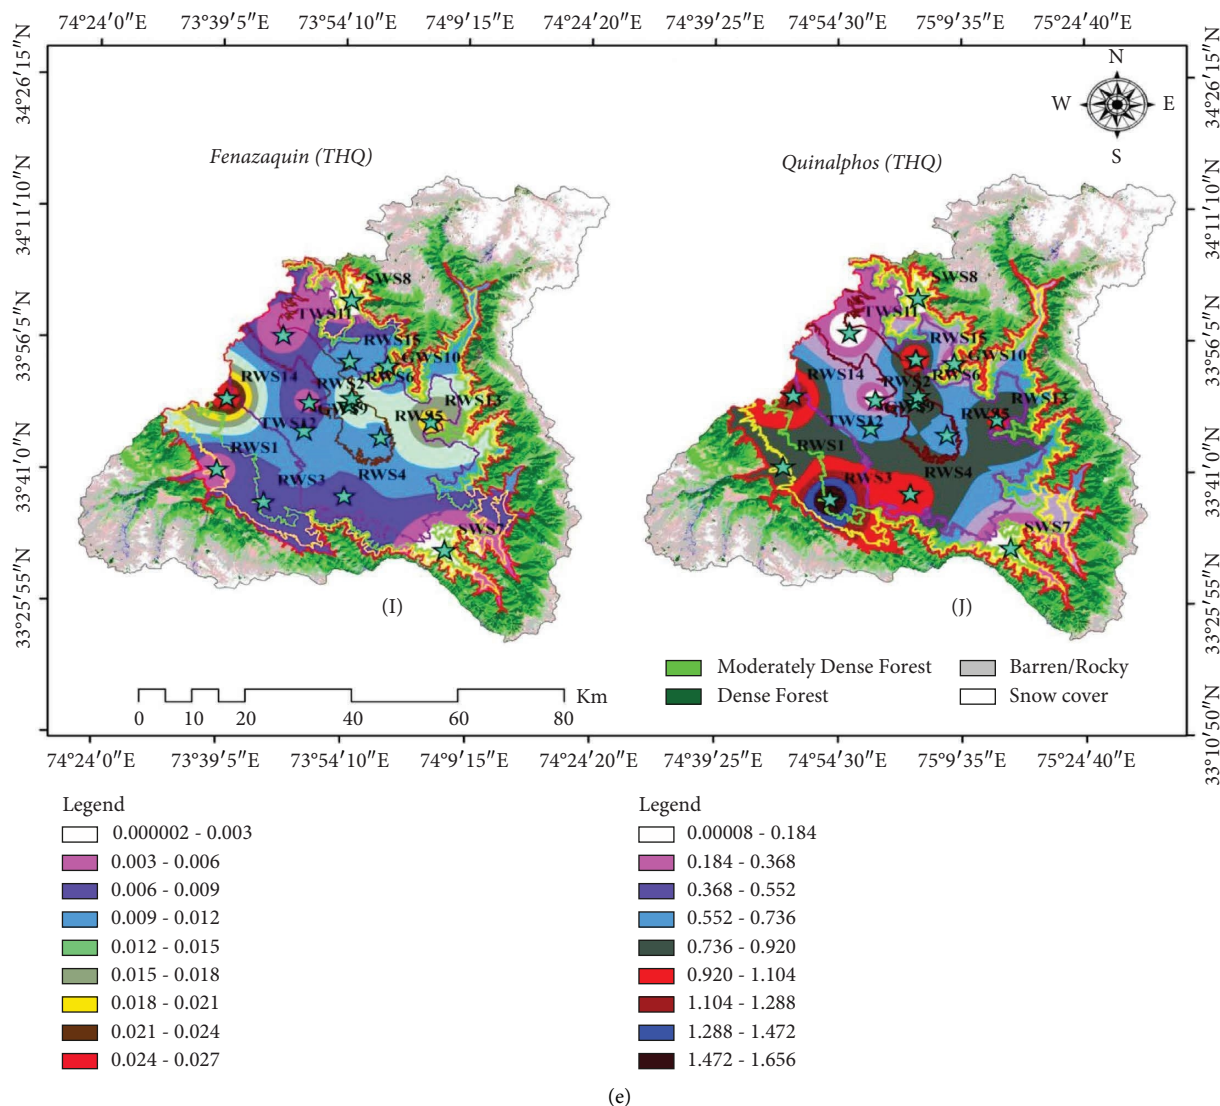 74°24′0″E 73°39′5″E 73°54′10″E 74°9′15″E 74°24′20″E 74°39′25″E 74°54′30″E 75°9′35″E 75°24′40″E
34°26′15″N 34°26′15″N
34°11′10″N 34°11′10″N
33°56′5″N 33°56′5″N
33°41′0″N 33°41′0″N
33°25′55″N 33°25′55″N
33°10′50″N
N
W E
S
Fenazaquin (THQ)
SWS8
TWS11
RWS15
GWS10
RWS14
RWS2
RWS6
RWS13
TWS12
RWS1
RWS3
RWS4
SWS7
(I)
Quinalphos (THQ)
SWS8
TWS11
RWS15
GWS10
RWS14
RWS2
RWS6
RWS13
TWS12
RWS1
RWS3
RWS4
SWS7
(J)
Moderately Dense Forest Barren/Rocky
Dense Forest Snow cover
Km
0 10 20 40 60 80
74°24′0″E 73°39′5″E 73°54′10″E 74°9′15″E 74°24′20″E 74°39′25″E 74°54′30″E 75°9′35″E 75°24′40″E
Legend
0.000002 - 0.003
0.003 - 0.006
0.006 - 0.009
0.009 - 0.012
0.012 - 0.015
0.015 - 0.018
0.018 - 0.021
0.021 - 0.024
0.024 - 0.027
Legend
0.00008 - 0.184
0.184 - 0.368
0.368 - 0.552
0.552 - 0.736
0.736 - 0.920
0.920 - 1.104
1.104 - 1.288
1.288 - 1.472
1.472 - 1.656
(e)